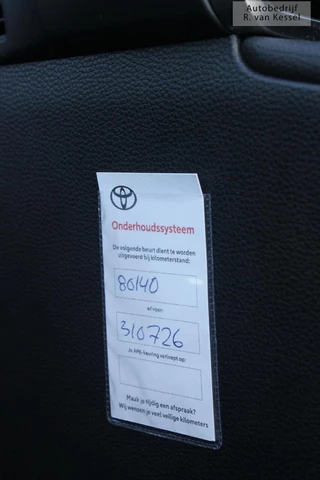 Autobedrijf
R. van Kessel
Onderhoudssysteem
De volgende beurt dient te worden
uitgevoerd bij kilometerstand:
80140
en/of:
310726
Je APK-keuring verloopt op:
Maak je tijdig een afspraak?
Wij wensen je veel veilige kilometers